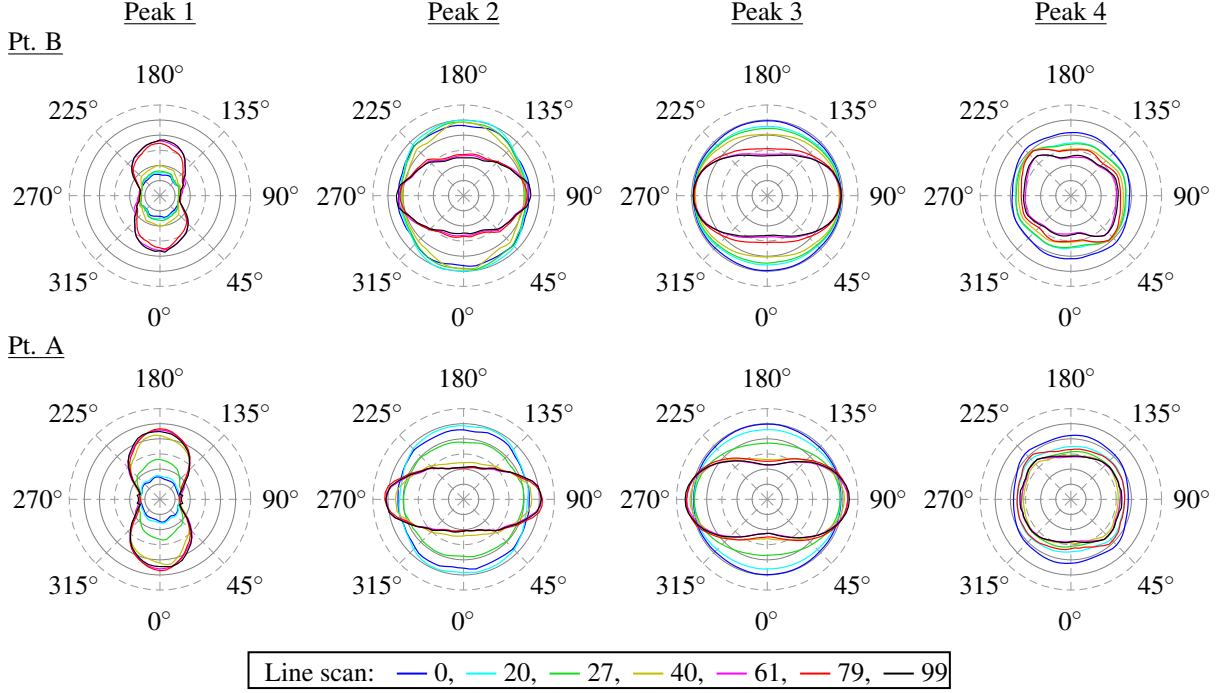 Peak 1 Peak 2 Peak 3 Peak 4
Pt. B
180° 180° 180° 180°
225° 135° 225° 135° 225° 135° 225° 135°
270° 90° 270° 90° 270° 90° 270° 90°
315° 45° 315° 45° 315° 45° 315° 45°
0° 0° 0° 0°
Pt. A
180° 180° 180° 180°
225° 135° 225° 135° 225° 135° 225° 135°
270° 90° 270° 90° 270° 90° 270° 90°
315° 45° 315° 45° 315° 45° 315° 45°
0° 0° 0° 0°
Line scan: 0, 20, 27, 40, 61, 79, 99